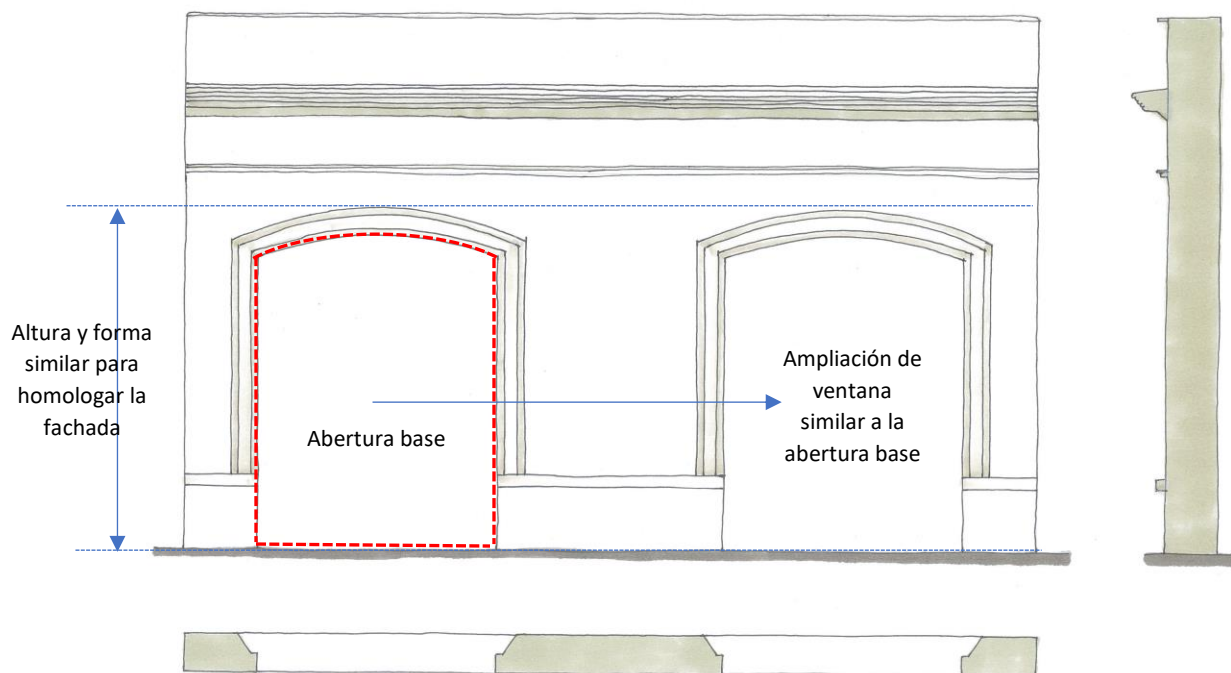 Altura y forma
similar para
homologar la
fachada
Abertura base
Ampliación de
ventana
similar a la
abertura base